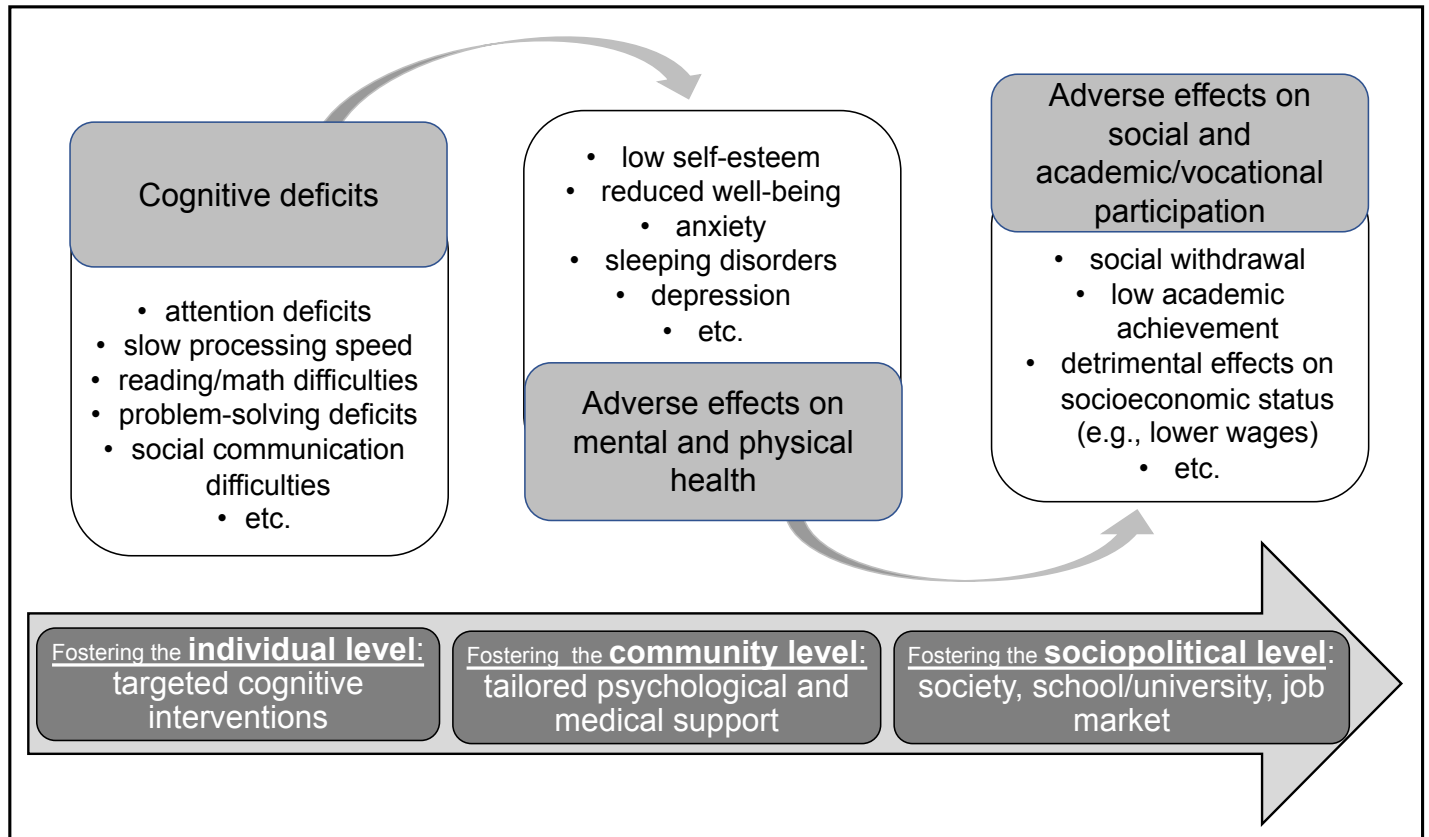 Cognitive deficits
• attention deficits
• slow processing speed
• reading/math difficulties
• problem-solving deficits
• social communication
difficulties
• etc.
• low self-esteem
• reduced well-being
• anxiety
• sleeping disorders
• depression
• etc.
Adverse effects on
mental and physical
health
Adverse effects on
social and
academic/vocational
participation
• social withdrawal
• low academic
achievement
• detrimental effects on
socioeconomic status
(e.g., lower wages)
• etc.
Fostering the individual level:
targeted cognitive
interventions
Fostering the community level:
tailored psychological and
medical support
Fostering the sociopolitical level:
society, school/university, job
market